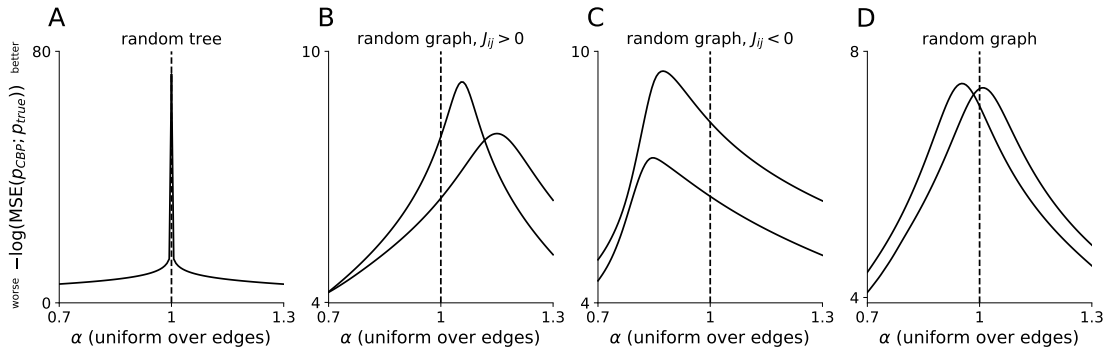 A
B
C
D
random tree
random graph, J_ij > 0
random graph, J_ij < 0
random graph
better
−log(MSE(p_CBP; p_true))
worse
80
0
0.7
1
1.3
α (uniform over edges)
10
4
0.7
1
1.3
α (uniform over edges)
10
4
0.7
1
1.3
α (uniform over edges)
8
4
0.7
1
1.3
α (uniform over edges)